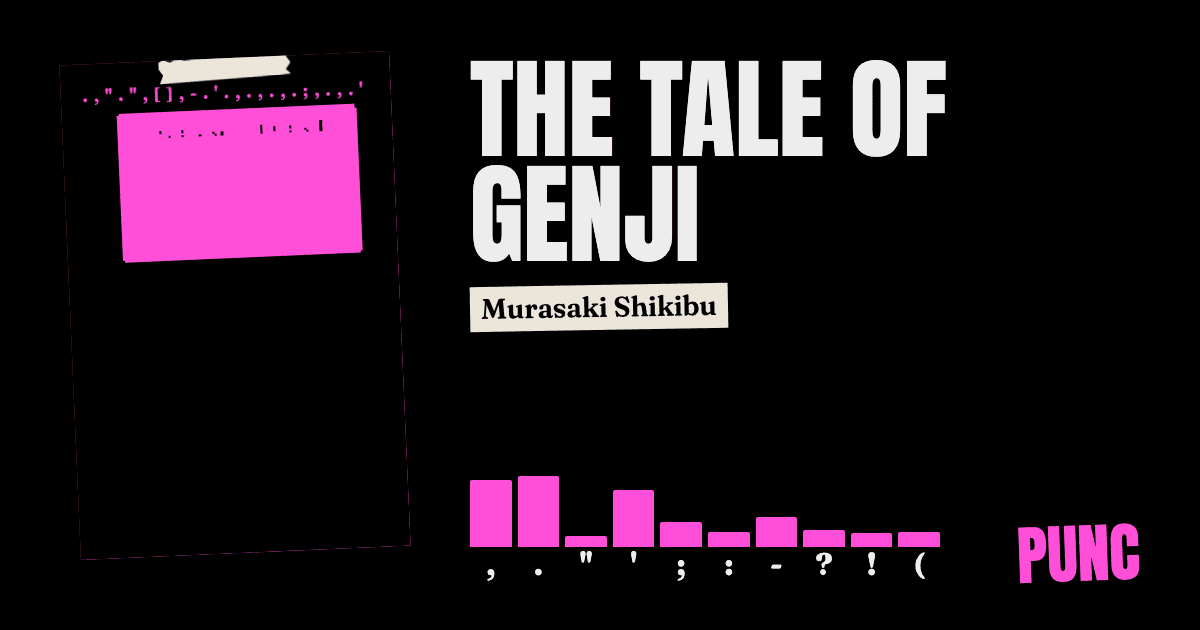 .,".",[],-.'.,.,.,.;,.,.'
THE TALE OF
GENJI
Murasaki Shikibu
, . " ' ; : - ? ! (
PUNC